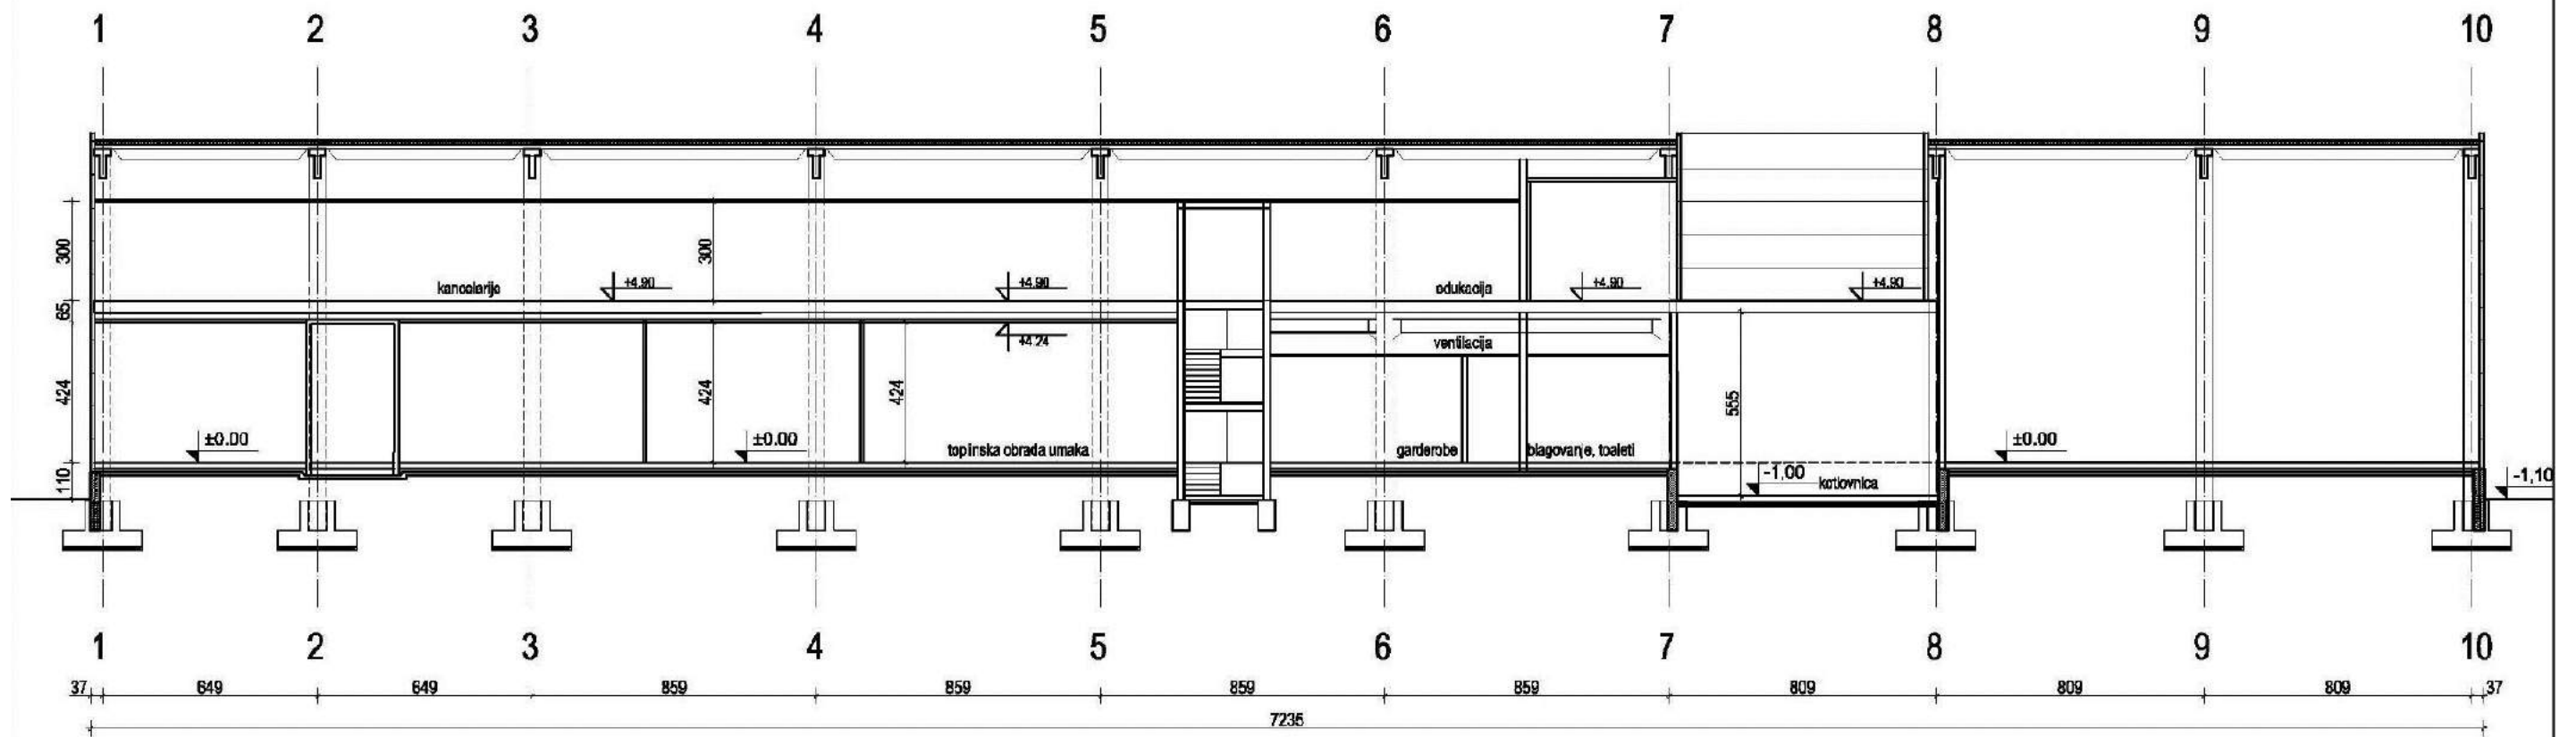 1 2 3 4 5 6 7 8 9 10
300
300
kancelarije
+4.90
+4.90
edukacija
+4.90
+4.90
65
+4.24
ventilacija
424
424
424
555
±0.00
±0.00
±0.00
topinska obrada umaka
garderobe
blagovanje, toaleti
110
-1,00
kotlovnica
-1,10
1 2 3 4 5 6 7 8 9 10
37 649 649 859 859 859 859 809 809 809 37
7235